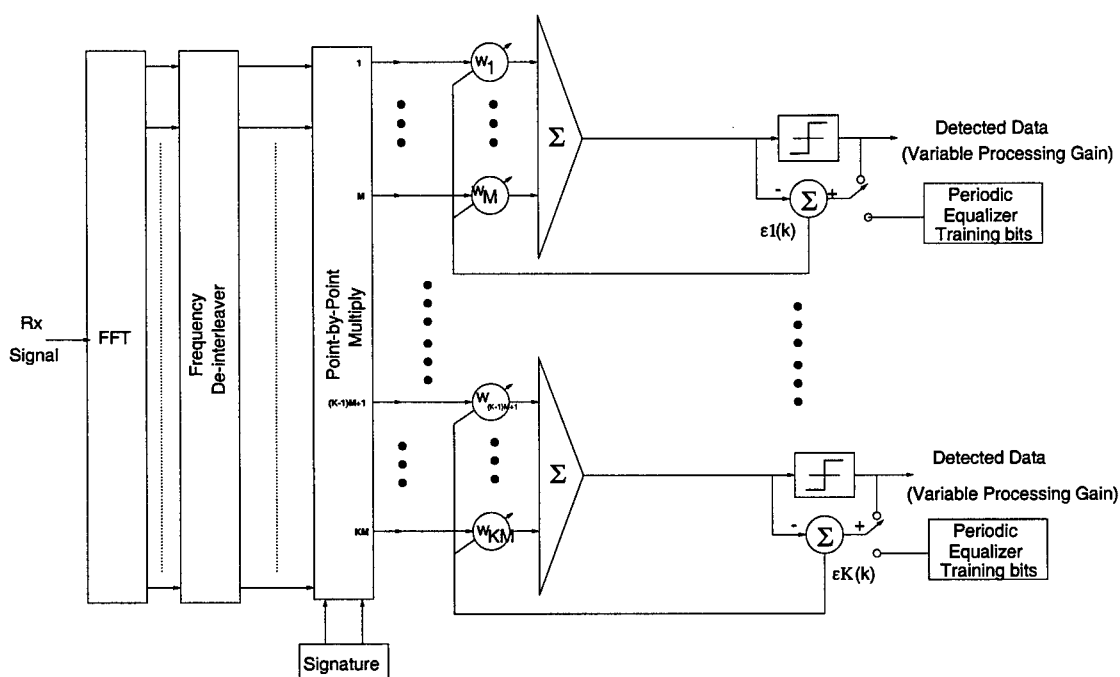 Rx
Signal
FFT
Frequency
De-interleaver
Point-by-Point
Multiply
Signature
1
M
(K-1)M+1
KM
W1
WM
W(K-1)M+1
WKM
Σ
Detected Data
(Variable Processing Gain)
- Σ +
ε1(k)
Periodic
Equalizer
Training bits
Σ
Detected Data
(Variable Processing Gain)
- Σ +
εK(k)
Periodic
Equalizer
Training bits